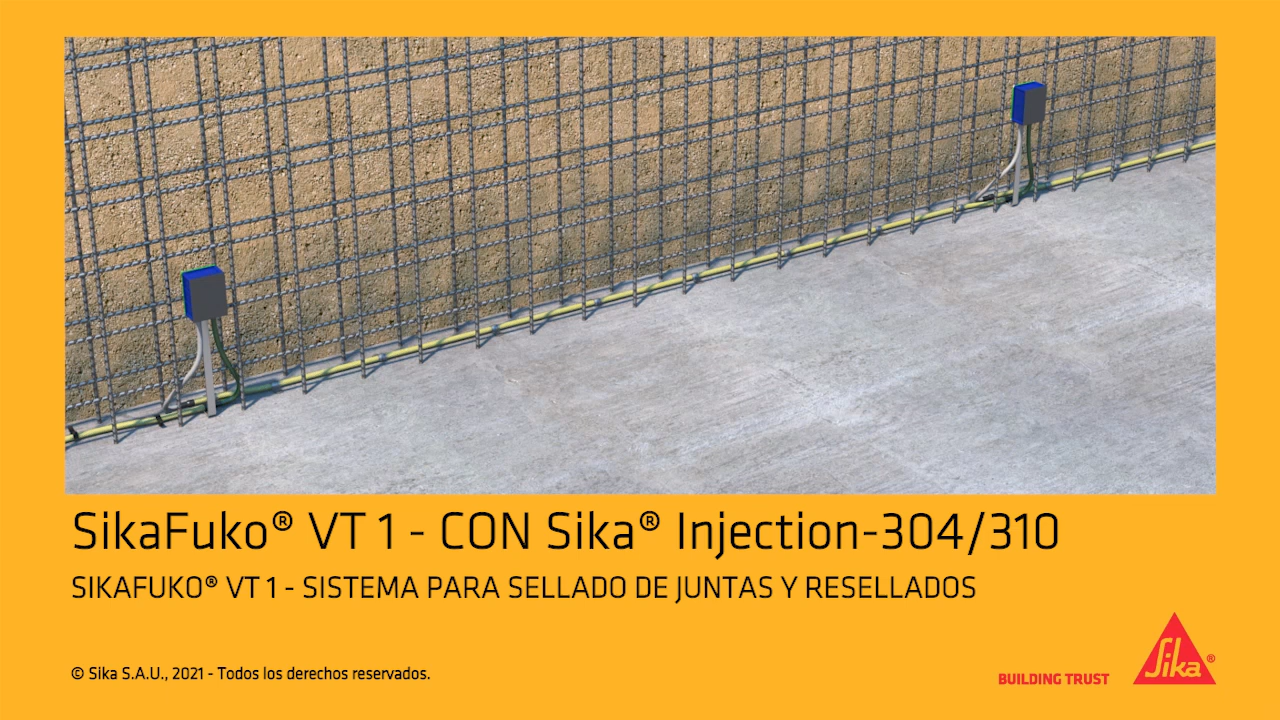 SikaFuko® VT 1 - CON Sika® Injection-304/310
SIKAFUKO® VT 1 - SISTEMA PARA SELLADO DE JUNTAS Y RESELLADOS
© Sika S.A.U., 2021 - Todos los derechos reservados.
BUILDING TRUST
Sika®